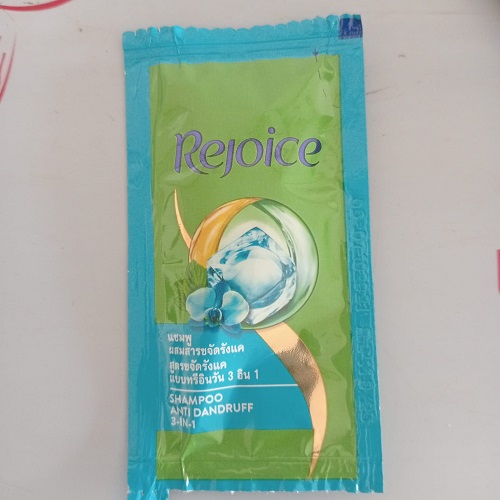 Rejoice
แชมพู
ผสมสารขจัดรังแค
สูตรขจัดรังแค
แบบทรีอินวัน 3 อิน 1
SHAMPOO
ANTI DANDRUFF
3-IN-1